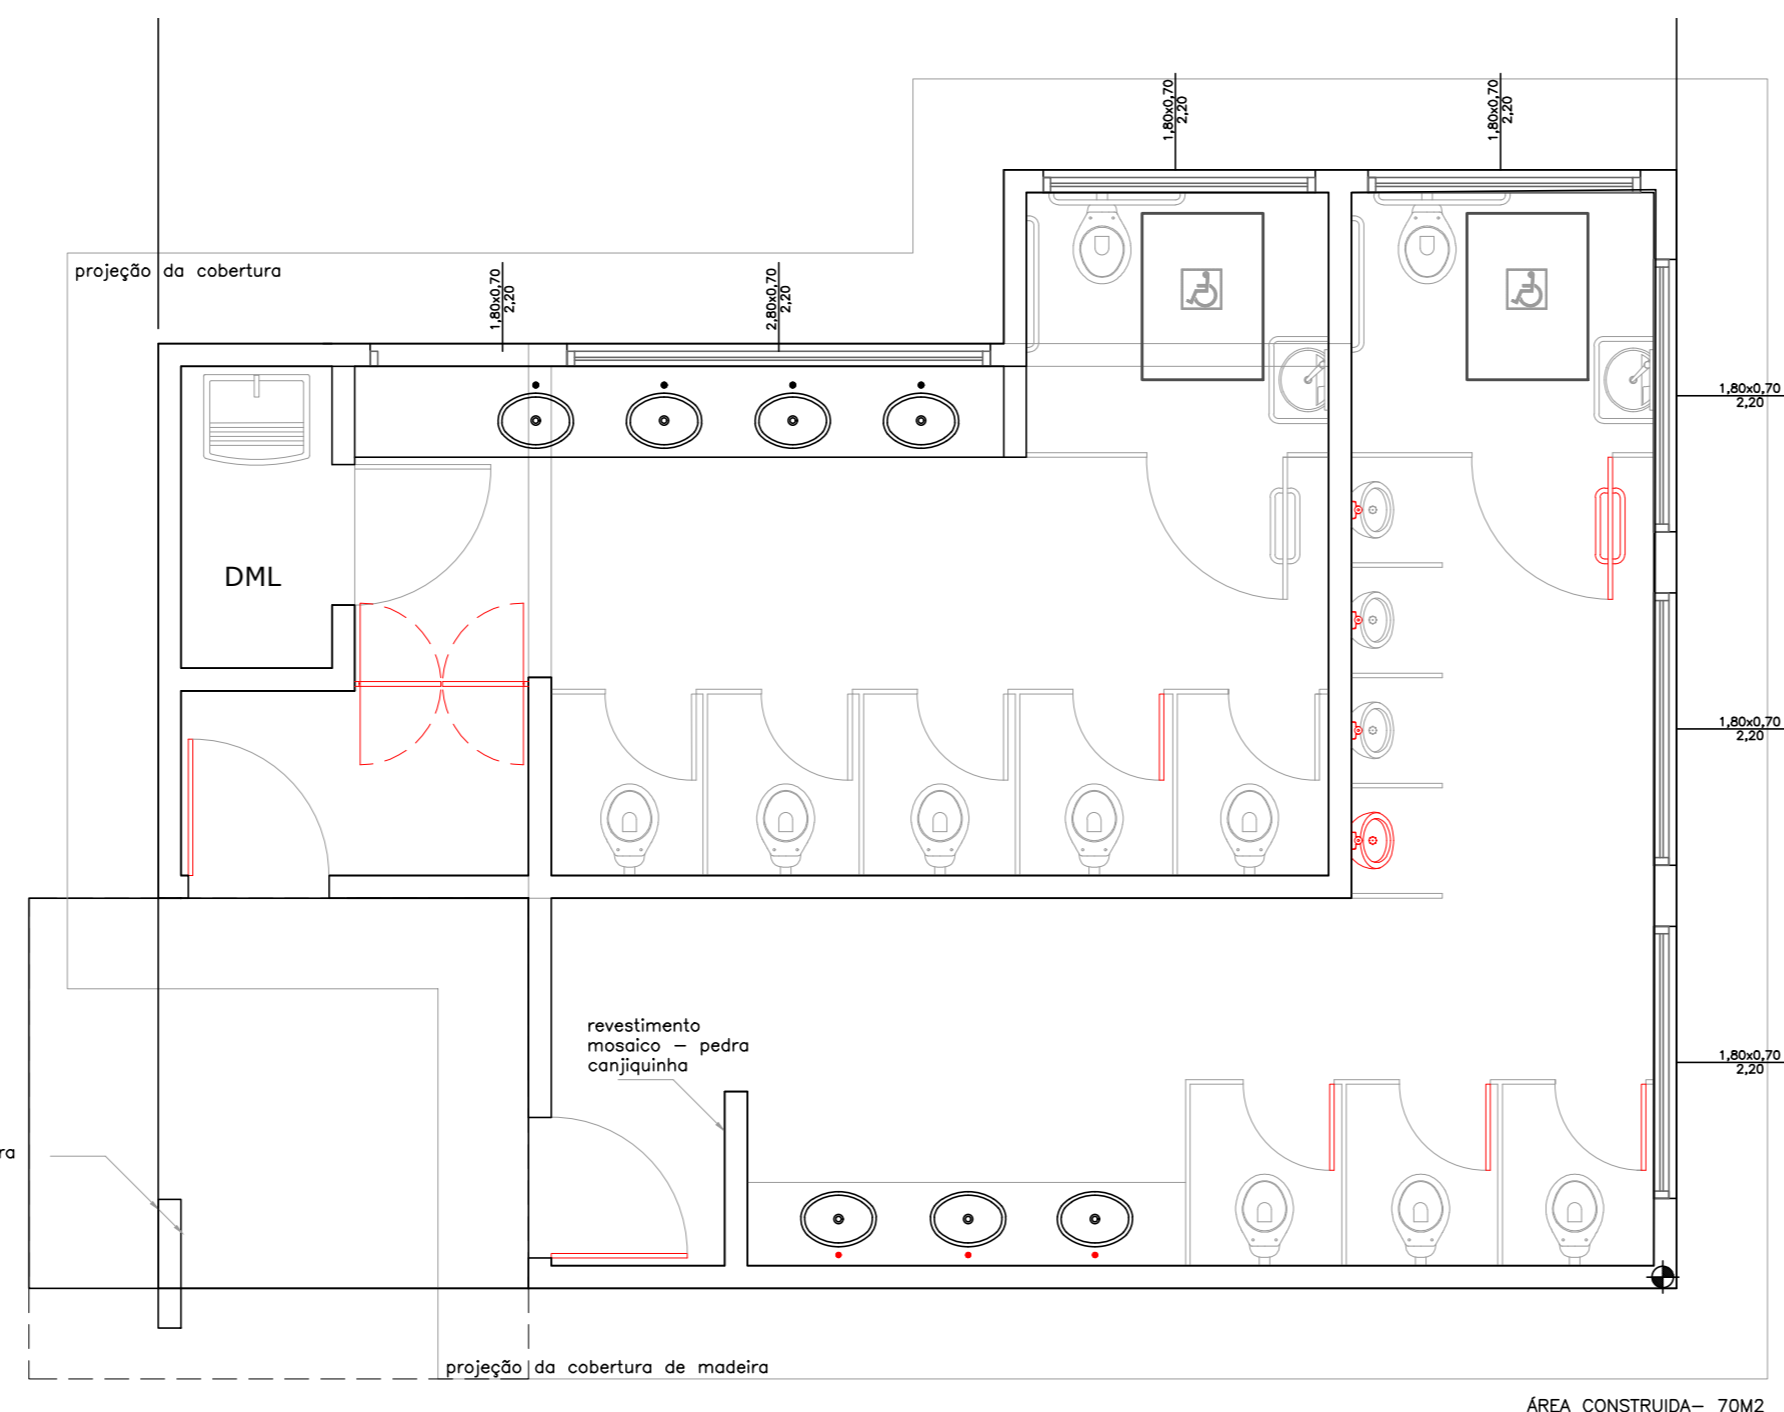 1,80x0,70
2,20
1,80x0,70
2,20
projeção da cobertura
1,80x0,70
2,20
2,80x0,70
2,20
1,80x0,70
2,20
DML
1,80x0,70
2,20
revestimento
mosaico – pedra
canjiquinha
1,80x0,70
2,20
ra
projeção da cobertura de madeira
ÁREA CONSTRUIDA– 70M2